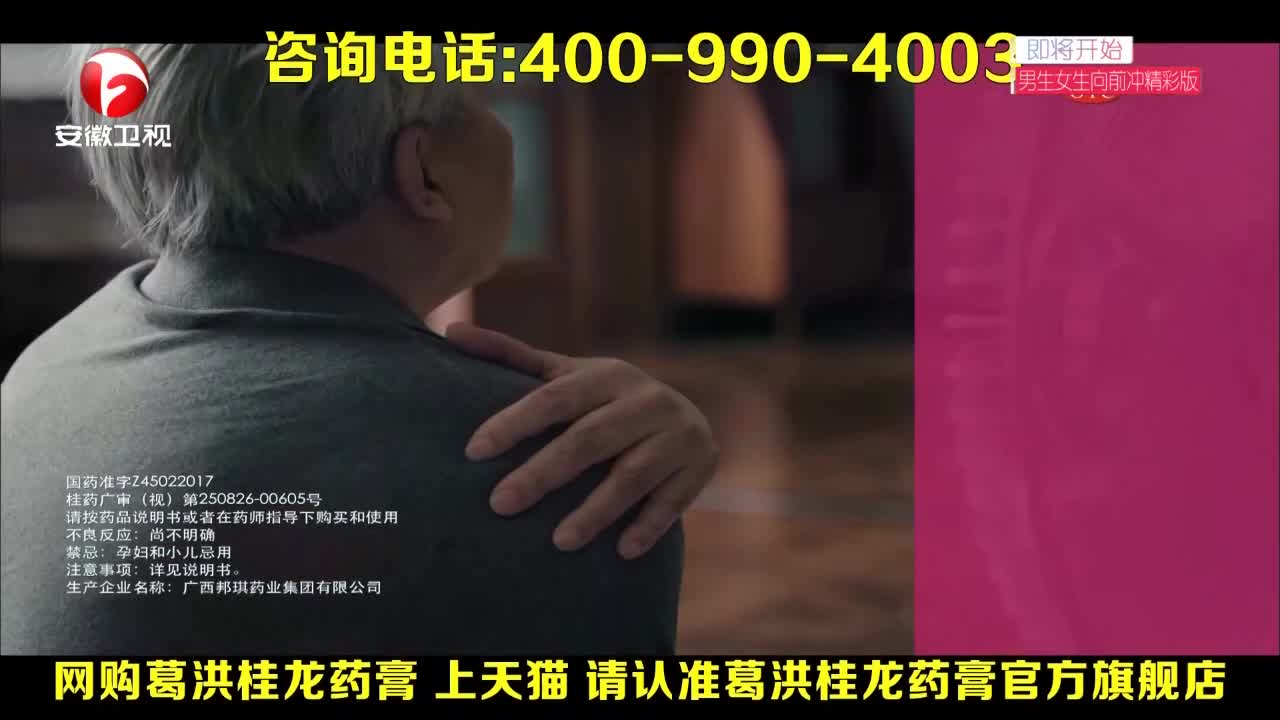 咨询电话:400-990-4003
即将开始
男生女生向前冲精彩版
安徽卫视
国药准字Z45022017
桂药广审（视）第250826-00605号
请按药品说明书或者在药师指导下购买和使用
不良反应：尚不明确
禁忌：孕妇和小儿忌用
注意事项：详见说明书。
生产企业名称：广西邦琪药业集团有限公司
网购葛洪桂龙药膏 上天猫 请认准葛洪桂龙药膏官方旗舰店